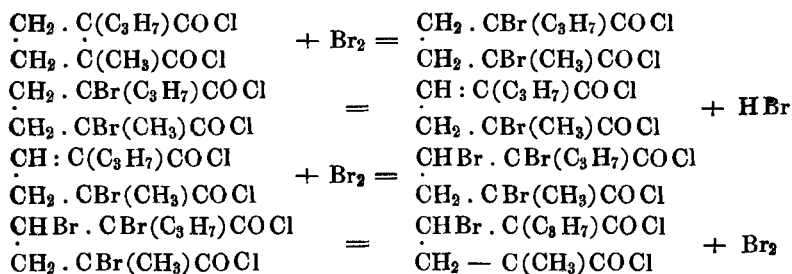 CH₂ . C(C₃H₇)COCl      CH₂ . CBr(C₃H₇)COCl
+ Br₂ =
CH₂ . C(CH₃)COCl      CH₂ . CBr(CH₃)COCl
CH₂ . CBr(C₃H₇)COCl      CH : C(C₃H₇)COCl
= + HBr
CH₂ . CBr(CH₃)COCl      CH₂ . CBr(CH₃)COCl
CH : C(C₃H₇)COCl      CHBr . CBr(C₃H₇)COCl
+ Br₂ =
CH₂ . CBr(CH₃)COCl      CH₂ . CBr(CH₃)COCl
CHBr . CBr(C₃H₇)COCl      CHBr . C(C₃H₇)COCl
= + Br₂
CH₂ . CBr(CH₃)COCl      CH₂ — C(CH₃)COCl